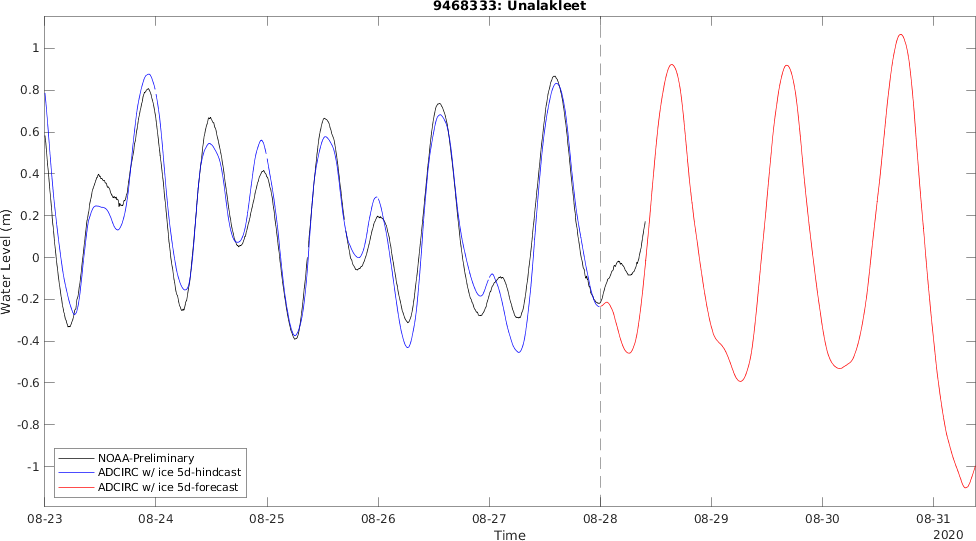 9468333: Unalakleet
1
0.8
0.6
0.4
0.2
0
-0.2
-0.4
-0.6
-0.8
-1
Water Level (m)
NOAA-Preliminary
ADCIRC w/ ice 5d-hindcast
ADCIRC w/ ice 5d-forecast
08-23 08-24 08-25 08-26 08-27 08-28 08-29 08-30 08-31
Time
2020